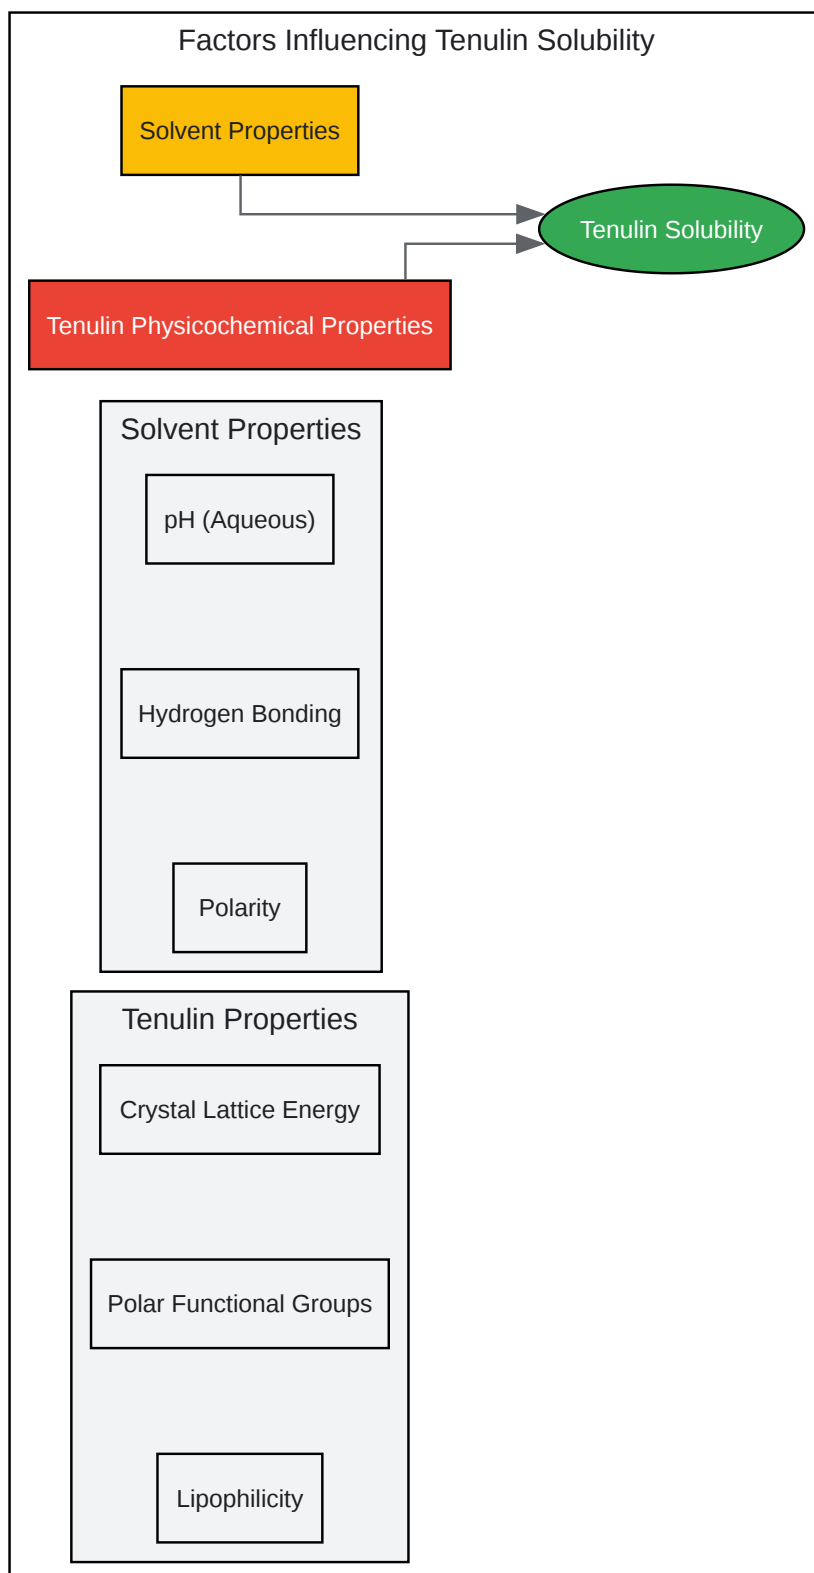 Factors Influencing Tenulin Solubility
Solvent Properties
Tenulin Solubility
Tenulin Physicochemical Properties
Solvent Properties
pH (Aqueous)
Hydrogen Bonding
Polarity
Tenulin Properties
Crystal Lattice Energy
Polar Functional Groups
Lipophilicity